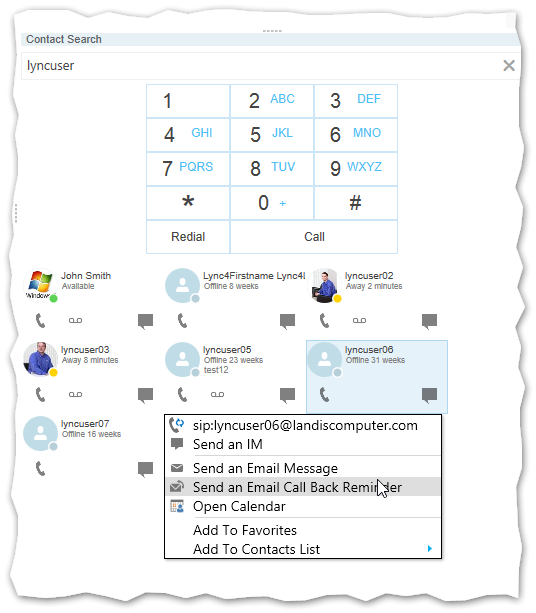 Contact Search
lyncuser
1
2 ABC
3 DEF
4 GHI
5 JKL
6 MNO
7 PQRS
8 TUV
9 WXYZ
*
0 +
#
Redial
Call
John Smith
Available
Windows
Lync4Firstname Lync4l
Offline 8 weeks
lyncuser02
Away 2 minutes
lyncuser03
Away 8 minutes
lyncuser05
Offline 23 weeks
test12
lyncuser06
Offline 31 weeks
lyncuser07
Offline 16 weeks
sip:lyncuser06@landiscomputer.com
Send an IM
Send an Email Message
Send an Email Call Back Reminder
Open Calendar
Add To Favorites
Add To Contacts List